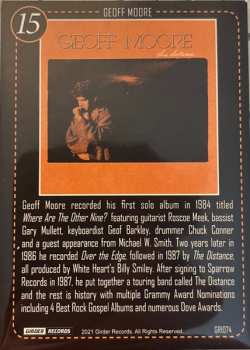 15
GEOFF MOORE
GEOFF MOORE
the distance
Geoff Moore recorded his first solo album in 1984 titled
Where Are The Other Nine? featuring guitarist Roscoe Meek, bassist
Gary Mullett, keyboardist Geof Barkley, drummer Chuck Conner
and a guest appearance from Michael W. Smith. Two years later in
1986 he recorded Over the Edge, followed in 1987 by The Distance,
all produced by White Heart's Billy Smiley. After signing to Sparrow
Records in 1987, he put together a touring band called The Distance
and the rest is history with multiple Grammy Award Nominations
including 4 Best Rock Gospel Albums and numerous Dove Awards.
GIRDER RECORDS
2021 Girder Records. All Rights Reserved.
GR1074